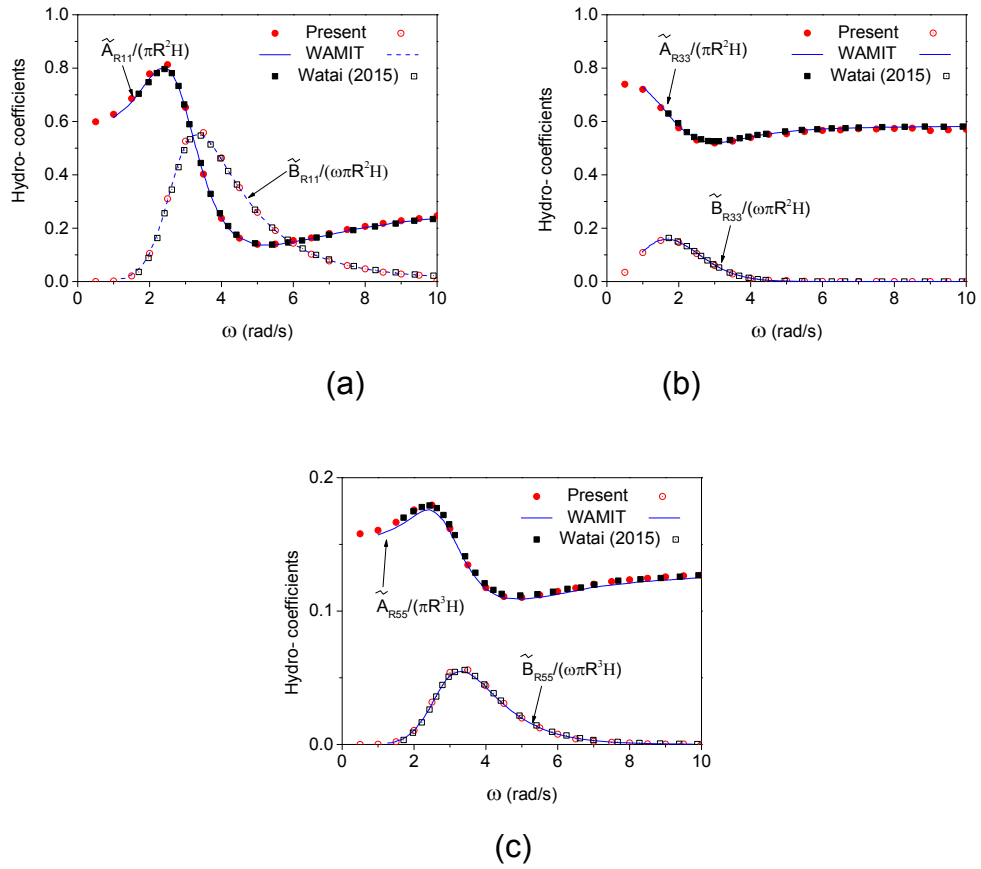 1.0
0.8
0.6
0.4
0.2
0.0
0 2 4 6 8 10
Hydro- coefficients
ω (rad/s)
Present
WAMIT
Watai (2015)
ÃR11/(πR²H)
B̃R11/(ωπR²H)
(a)
1.0
0.8
0.6
0.4
0.2
0.0
0 2 4 6 8 10
Hydro- coefficients
ω (rad/s)
Present
WAMIT
Watai (2015)
ÃR33/(πR²H)
B̃R33/(ωπR²H)
(b)
0.2
0.1
0.0
0 2 4 6 8 10
Hydro- coefficients
ω (rad/s)
Present
WAMIT
Watai (2015)
ÃR55/(πR³H)
B̃R55/(ωπR³H)
(c)